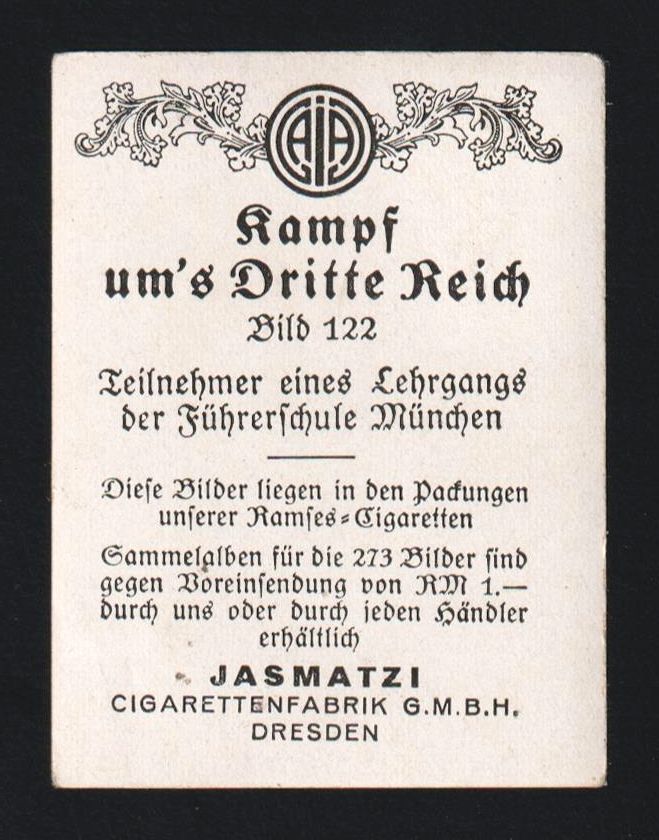 AJA
Kampf
um's Dritte Reich
Bild 122
Teilnehmer eines Lehrgangs
der Führerschule München
Diese Bilder liegen in den Packungen
unserer Ramses-Cigaretten
Sammelalben für die 273 Bilder sind
gegen Voreinsendung von RM 1.—
durch uns oder durch jeden Händler
erhältlich
JASMATZI
CIGARETTENFABRIK G.M.B.H.
DRESDEN